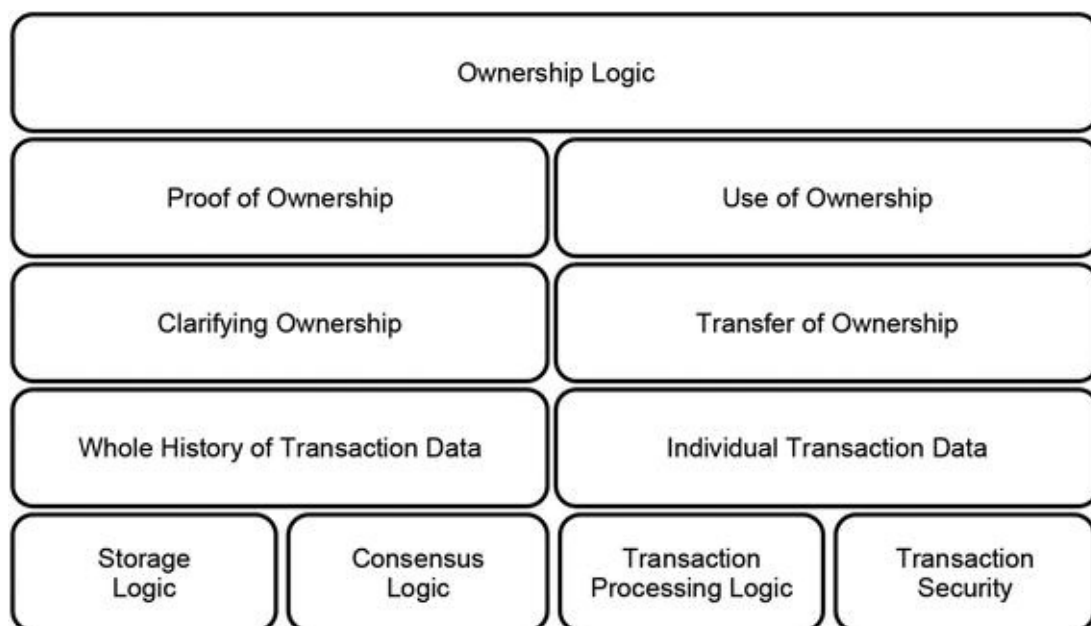 Ownership Logic
Proof of Ownership
Use of Ownership
Clarifying Ownership
Transfer of Ownership
Whole History of Transaction Data
Individual Transaction Data
Storage
Logic
Consensus
Logic
Transaction
Processing Logic
Transaction
Security